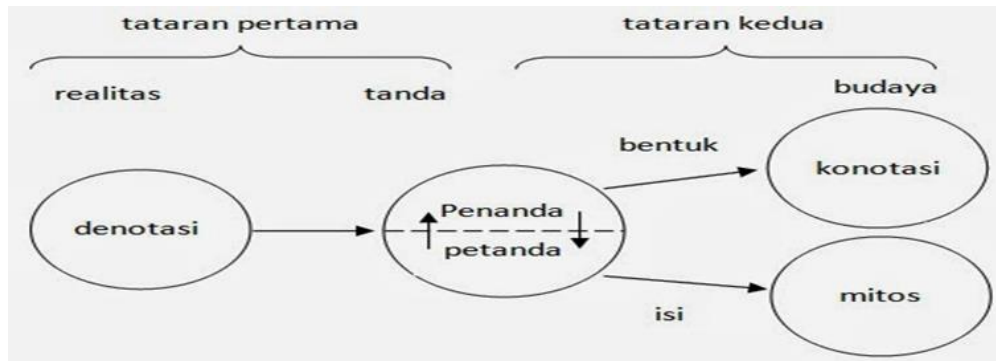 tataran pertama
tataran kedua
realitas
tanda
budaya
bentuk
konotasi
denotasi
Penanda
petanda
isi
mitos